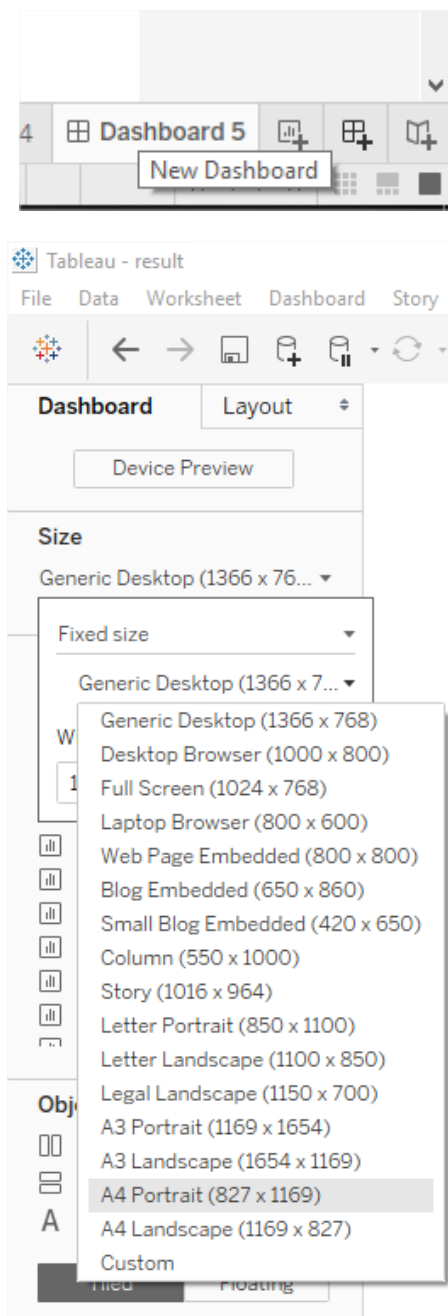 4 Dashboard 5
New Dashboard
Tableau - result
File Data Worksheet Dashboard Story
Dashboard Layout
Device Preview
Size
Generic Desktop (1366 x 76...
Fixed size
Generic Desktop (1366 x 7...
Generic Desktop (1366 x 768)
W
Desktop Browser (1000 x 800)
1
Full Screen (1024 x 768)
Laptop Browser (800 x 600)
Web Page Embedded (800 x 800)
Blog Embedded (650 x 860)
Small Blog Embedded (420 x 650)
Column (550 x 1000)
Story (1016 x 964)
Letter Portrait (850 x 1100)
Letter Landscape (1100 x 850)
Legal Landscape (1150 x 700)
Obj
A3 Portrait (1169 x 1654)
A3 Landscape (1654 x 1169)
A4 Portrait (827 x 1169)
A
A4 Landscape (1169 x 827)
Custom
Tiled Floating